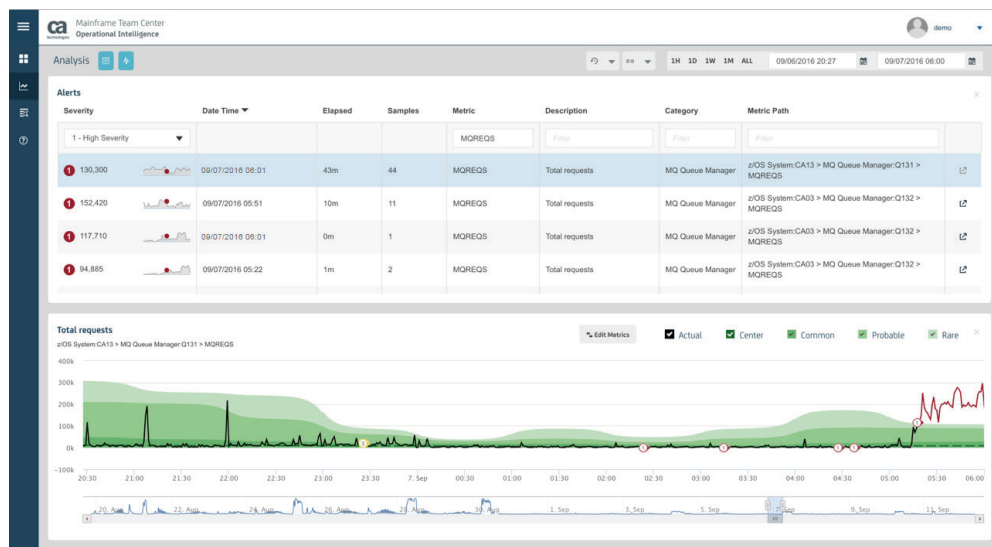 ca
technologies
Mainframe Team Center
Operational Intelligence
demo
Analysis
1H 1D 1W 1M ALL 09/06/2016 20:27 09/07/2016 06:00
Alerts
Severity Date Time Elapsed Samples Metric Description Category Metric Path
1 - High Severity MQREQS Filter Filter Filter
1 130,300 09/07/2016 06:01 43m 44 MQREQS Total requests MQ Queue Manager z/OS System:CA13 > MQ Queue Manager:Q131 >
MQREQS
1 152,420 09/07/2016 05:51 10m 11 MQREQS Total requests MQ Queue Manager z/OS System:CA03 > MQ Queue Manager:Q132 >
MQREQS
1 117,710 09/07/2016 06:01 0m 1 MQREQS Total requests MQ Queue Manager z/OS System:CA03 > MQ Queue Manager:Q132 >
MQREQS
1 94,885 09/07/2016 05:22 1m 2 MQREQS Total requests MQ Queue Manager z/OS System:CA03 > MQ Queue Manager:Q132 >
MQREQS
Total requests
z/OS System:CA13 > MQ Queue Manager:Q131 > MQREQS
Edit Metrics Actual Center Common Probable Rare
400k
300k
200k
100k
0k
-100k
20:30 21:00 21:30 22:00 22:30 23:00 23:30 7. Sep 00:30 01:00 01:30 02:00 02:30 03:00 03:30 04:00 04:30 05:00 05:30 06:00
20. Aug 22. Aug 24. Aug 26. Aug 28. Aug 30. Aug 1. Sep 3. Sep 5. Sep 7. Sep 9. Sep 11. Sep